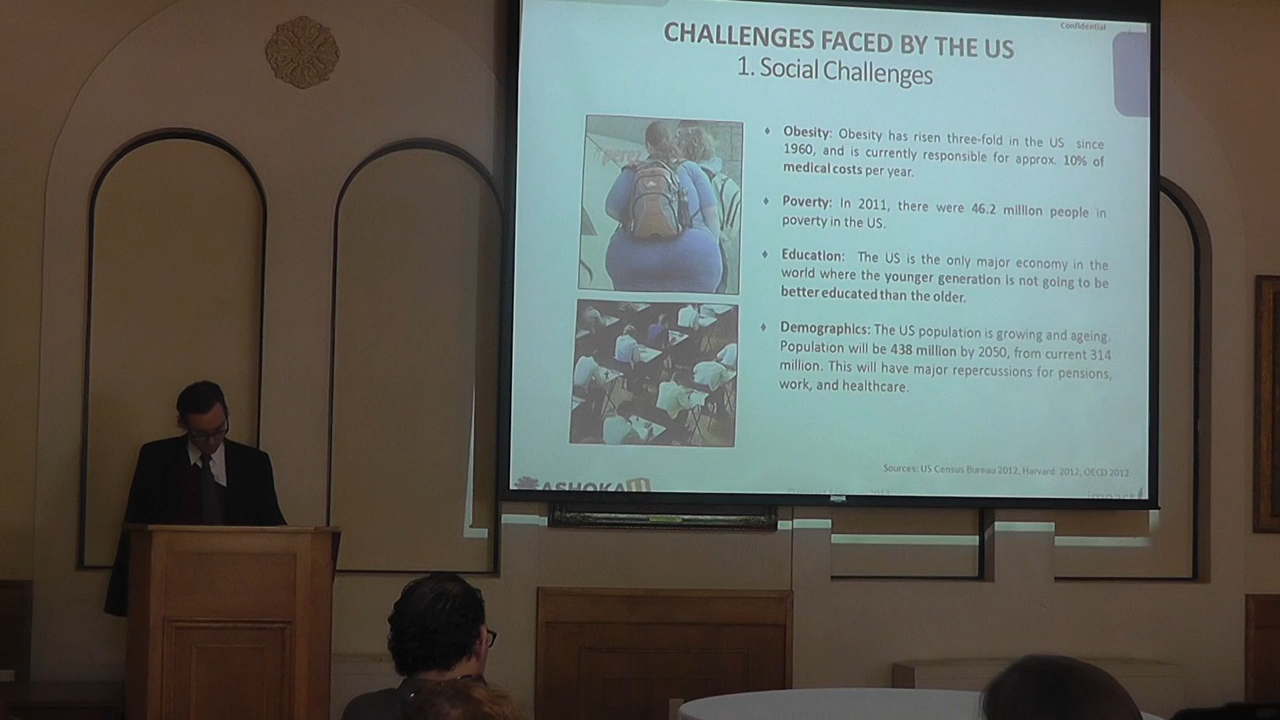 Confidential
CHALLENGES FACED BY THE US
1. Social Challenges
♦ Obesity: Obesity has risen three-fold in the US since
1960, and is currently responsible for approx. 10% of
medical costs per year.
♦ Poverty: In 2011, there were 46.2 million people in
poverty in the US.
♦ Education: The US is the only major economy in the
world where the younger generation is not going to be
better educated than the older.
♦ Demographics: The US population is growing and ageing.
Population will be 438 million by 2050, from current 314
million. This will have major repercussions for pensions,
work, and healthcare.
Sources: US Census Bureau 2012, Harvard 2012, OECD 2012
ASHOKA U
impact